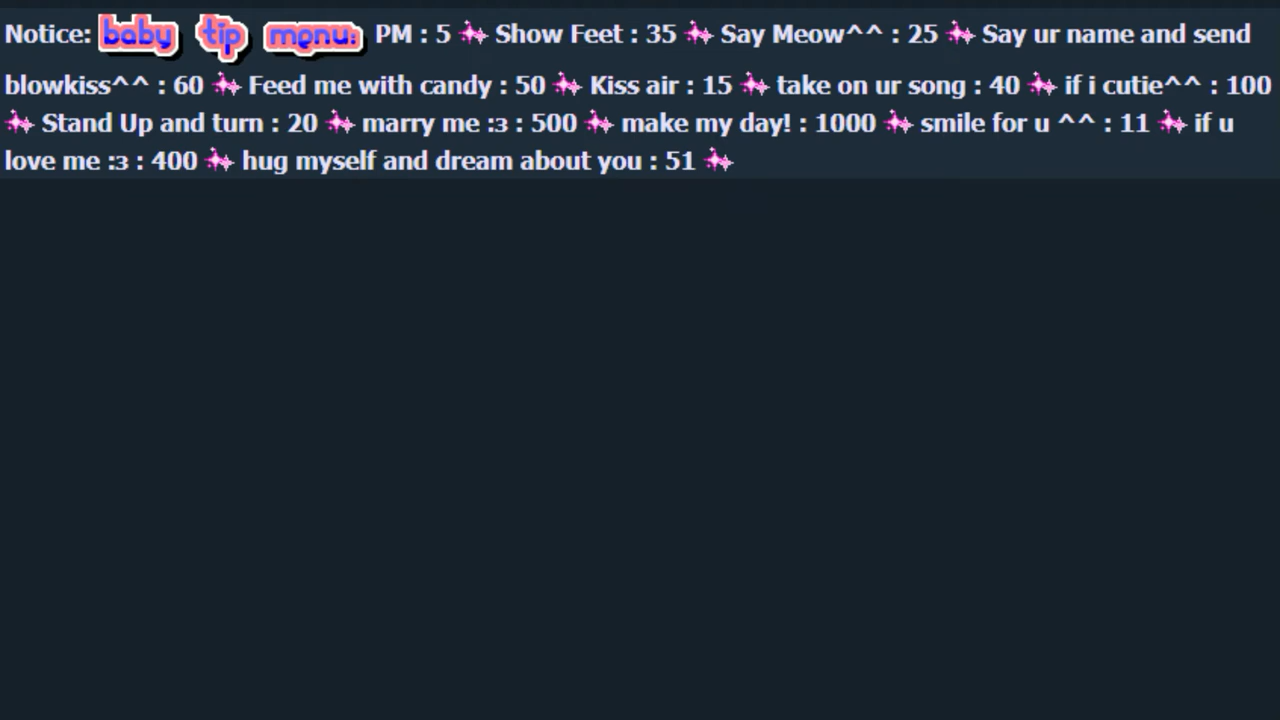 Notice: baby tip menu: PM : 5 Show Feet : 35 Say Meow^^ : 25 Say ur name and send
blowkiss^^ : 60 Feed me with candy : 50 Kiss air : 15 take on ur song : 40 if i cutie^^ : 100
Stand Up and turn : 20 marry me :з : 500 make my day! : 1000 smile for u ^^ : 11 if u
love me :з : 400 hug myself and dream about you : 51